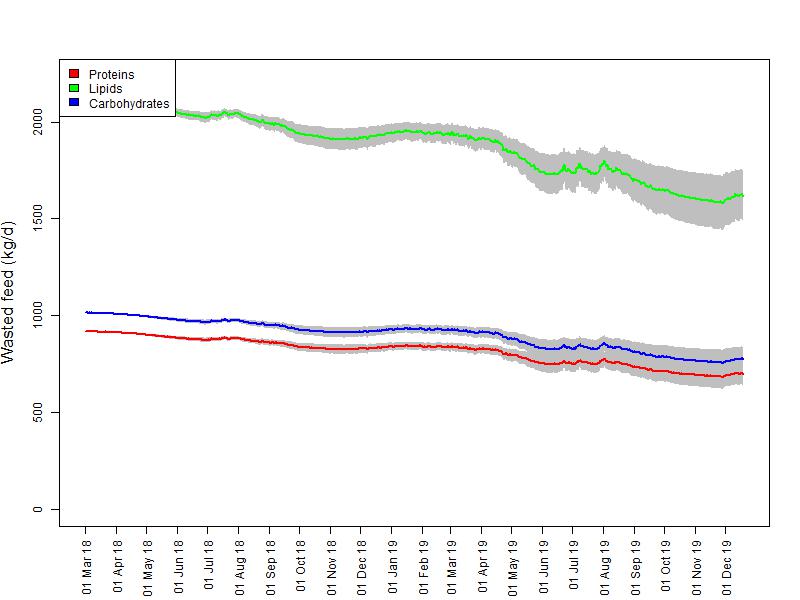 Proteins
Lipids
Carbohydrates
Wasted feed (kg/d)
2000
1500
1000
500
0
01 Mar 18
01 Apr 18
01 May 18
01 Jun 18
01 Jul 18
01 Aug 18
01 Sep 18
01 Oct 18
01 Nov 18
01 Dec 18
01 Jan 19
01 Feb 19
01 Mar 19
01 Apr 19
01 May 19
01 Jun 19
01 Jul 19
01 Aug 19
01 Sep 19
01 Oct 19
01 Nov 19
01 Dec 19